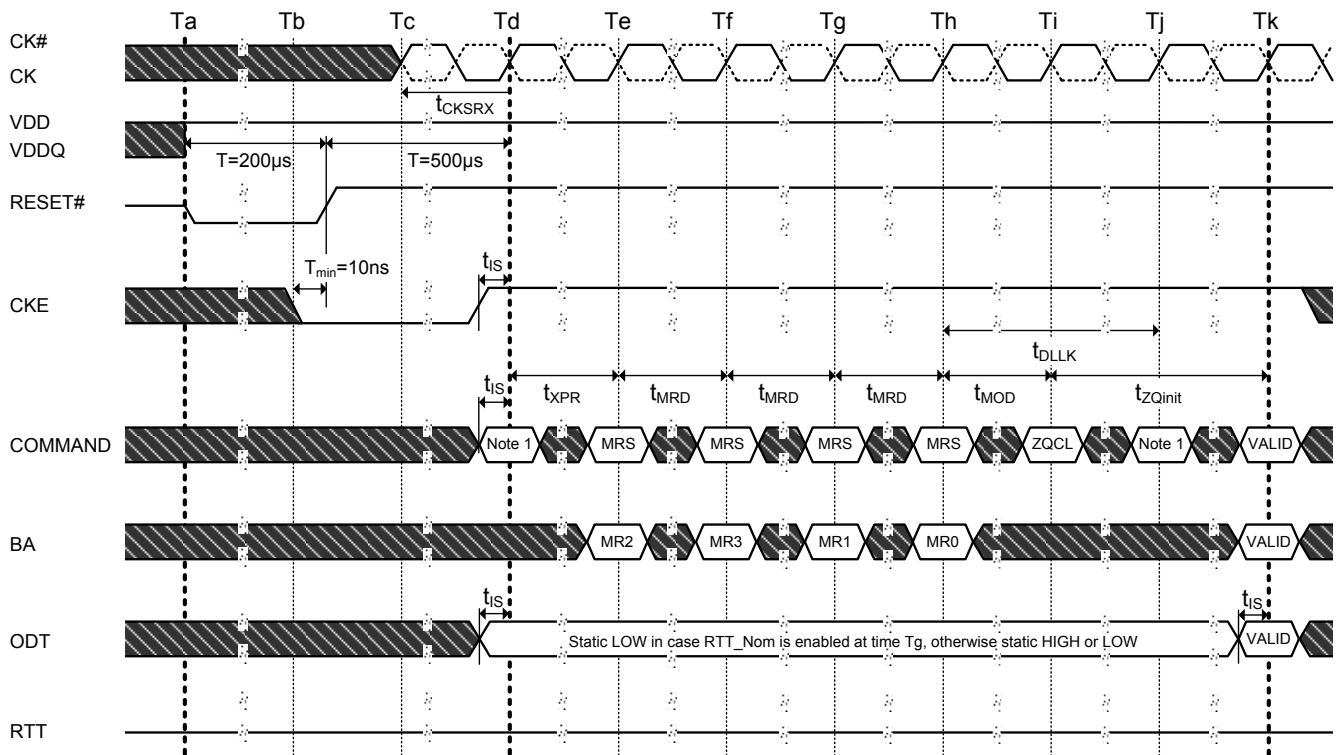 Ta Tb Tc Td Te Tf Tg Th Ti Tj Tk
CK#
CK
tCKSRX
VDD
VDDQ
T=200µs T=500µs
RESET#
Tmin=10ns tIS
CKE
tDLLK
tIS tXPR tMRD tMRD tMRD tMOD tZQinit
COMMAND Note 1 MRS MRS MRS MRS ZQCL Note 1 VALID
BA MR2 MR3 MR1 MR0 VALID
tIS tIS
ODT Static LOW in case RTT_Nom is enabled at time Tg, otherwise static HIGH or LOW VALID
RTT